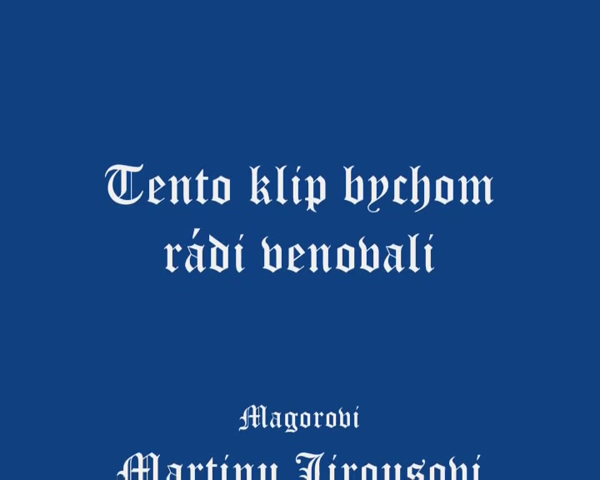 Tento klip bychom
rádi venovali
Magorovi
Martinu Jirousovi